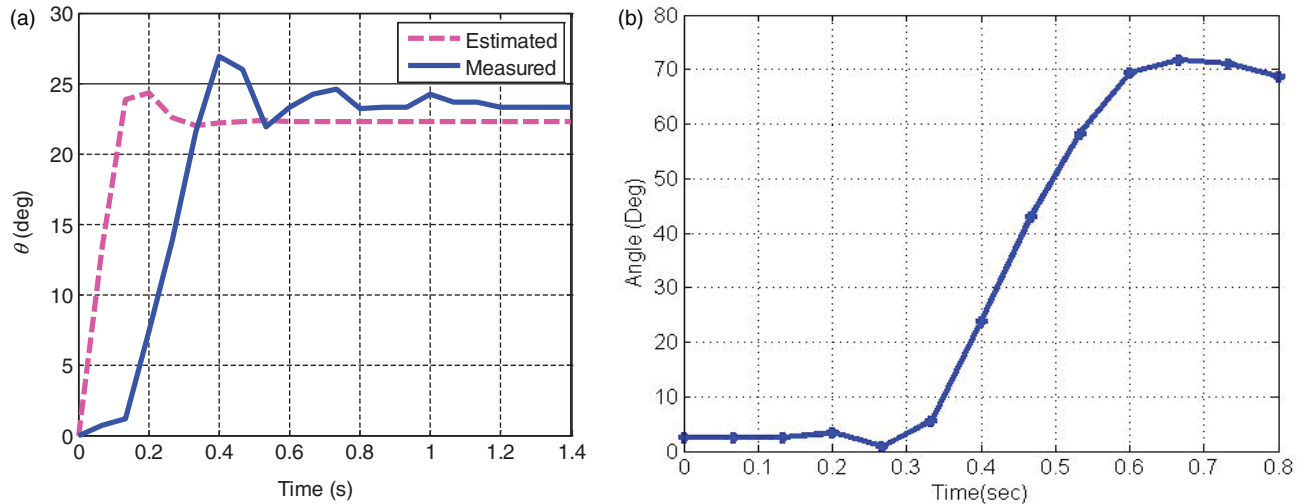 (a)
30
25
20
15
10
5
0
θ (deg)
Estimated
Measured
0 0.2 0.4 0.6 0.8 1 1.2 1.4
Time (s)
(b)
80
70
60
50
40
30
20
10
0
Angle (Deg)
0 0.1 0.2 0.3 0.4 0.5 0.6 0.7 0.8
Time(sec)